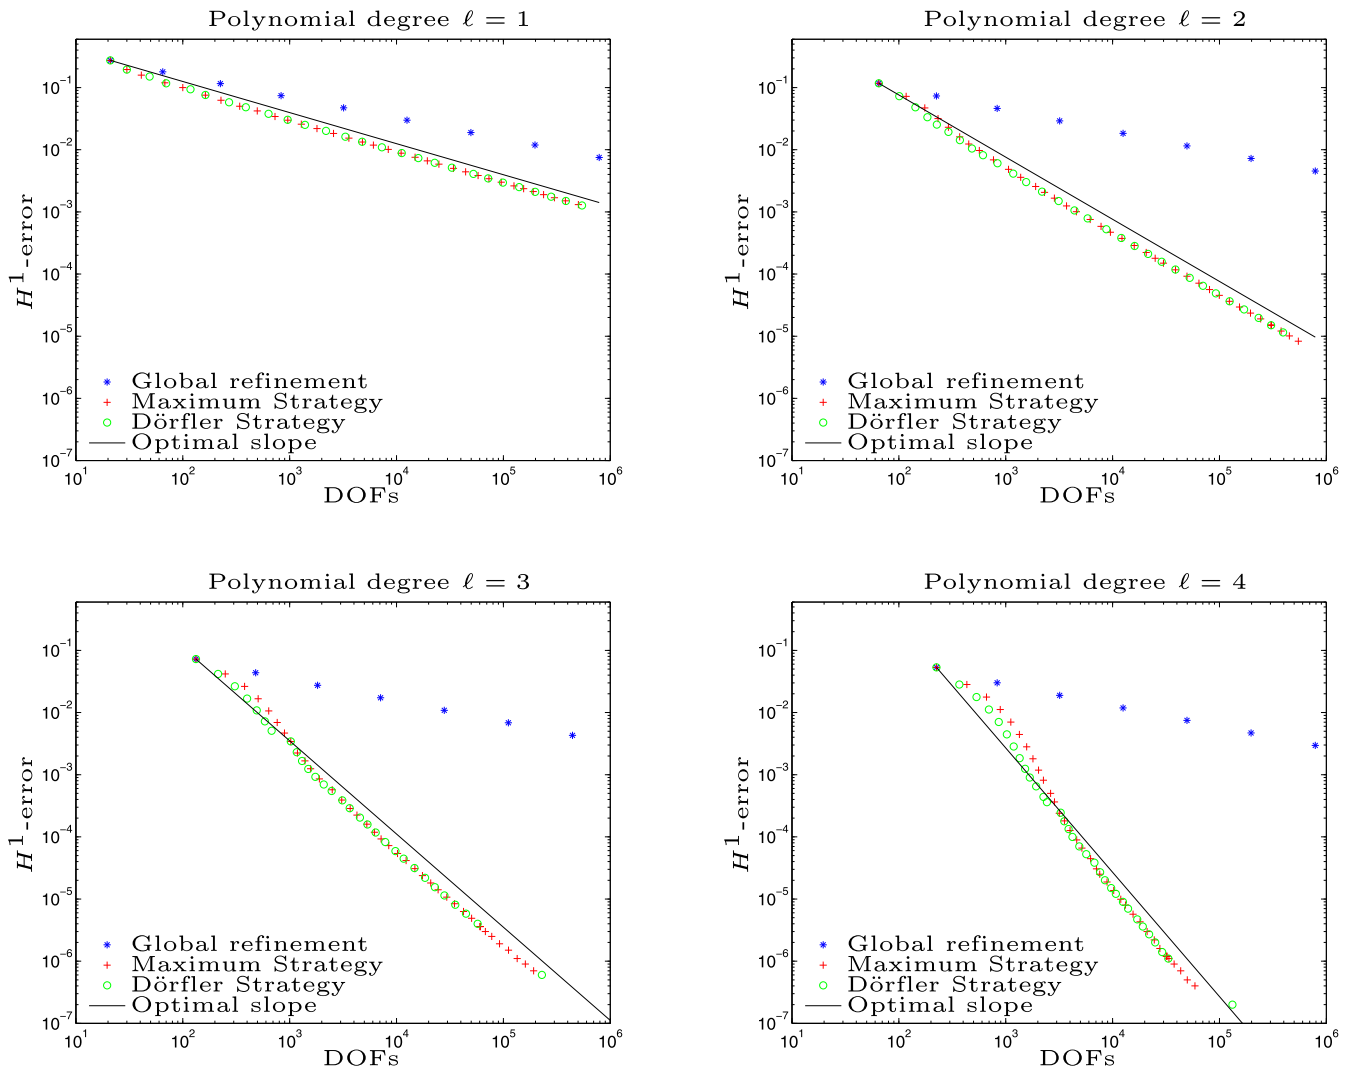 Polynomial degree ℓ = 1
H¹-error
10⁻¹
10⁻²
10⁻³
10⁻⁴
10⁻⁵
10⁻⁶
10⁻⁷
Global refinement
Maximum Strategy
Dörfler Strategy
Optimal slope
10¹ 10² 10³ 10⁴ 10⁵ 10⁶
DOFs
Polynomial degree ℓ = 2
H¹-error
10⁻¹
10⁻²
10⁻³
10⁻⁴
10⁻⁵
10⁻⁶
10⁻⁷
Global refinement
Maximum Strategy
Dörfler Strategy
Optimal slope
10¹ 10² 10³ 10⁴ 10⁵ 10⁶
DOFs
Polynomial degree ℓ = 3
H¹-error
10⁻¹
10⁻²
10⁻³
10⁻⁴
10⁻⁵
10⁻⁶
10⁻⁷
Global refinement
Maximum Strategy
Dörfler Strategy
Optimal slope
10¹ 10² 10³ 10⁴ 10⁵ 10⁶
DOFs
Polynomial degree ℓ = 4
H¹-error
10⁻¹
10⁻²
10⁻³
10⁻⁴
10⁻⁵
10⁻⁶
10⁻⁷
Global refinement
Maximum Strategy
Dörfler Strategy
Optimal slope
10¹ 10² 10³ 10⁴ 10⁵ 10⁶
DOFs